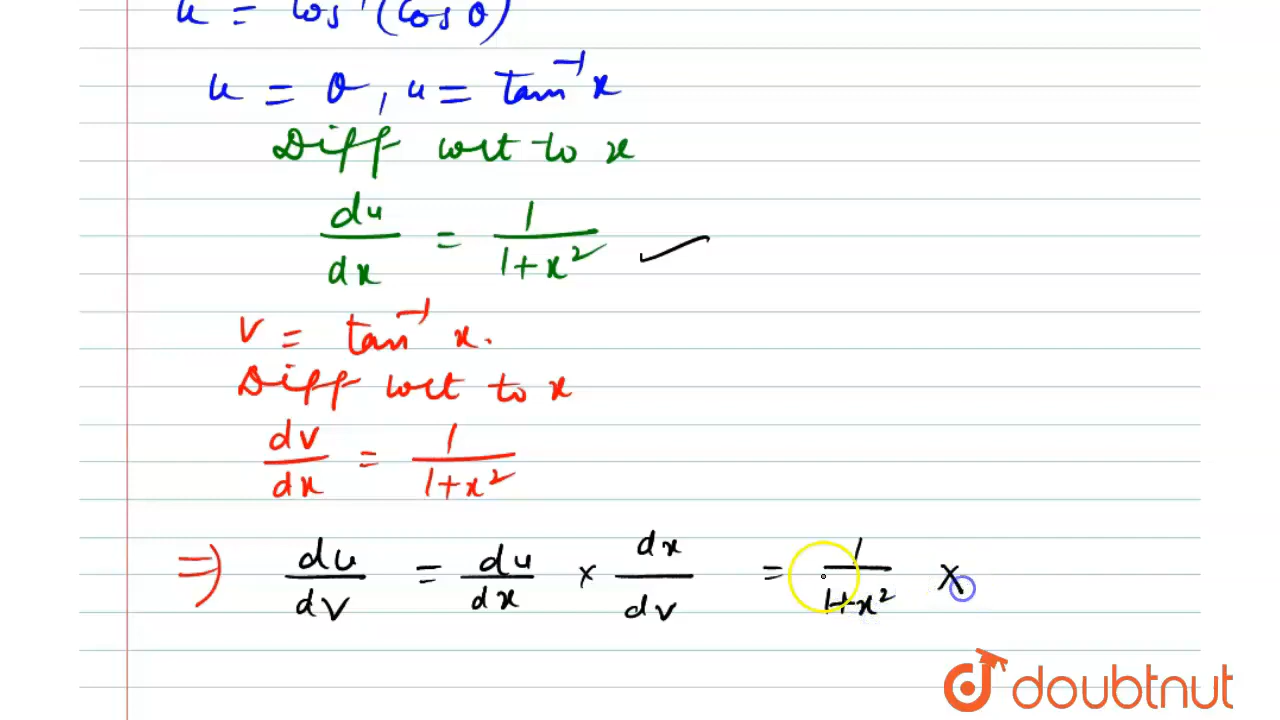 u = cos⁻¹(cos θ)
u = θ, u = tan⁻¹ x
Diff wrt to x
du/dx = 1/1+x²
v = tan⁻¹ x.
Diff wrt to x
dv/dx = 1/1+x²
⇒ du/dv = du/dx × dx/dv = 1/1+x² ×
doubtnut